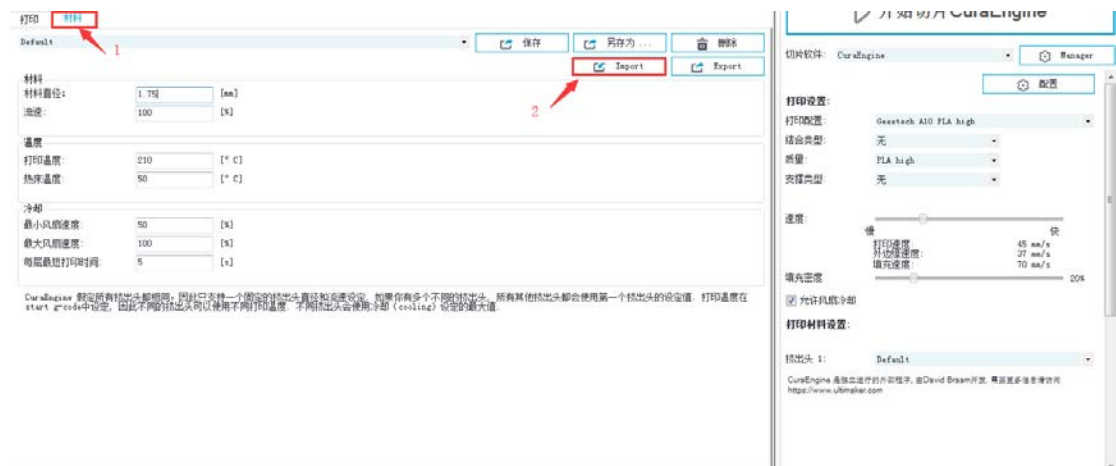 打印 材料
1
Default
保存
另存为 ...
删除
Import
Export
2
材料
材料直径:
1.75
[mm]
流速:
100
[%]
温度
打印温度:
210
[° C]
热床温度:
50
[° C]
冷却
最小风扇速度:
50
[%]
最大风扇速度:
100
[%]
每层最短打印时间:
5
[s]
CuraEngine 假定所有挤出头都相同，因此只支持一个固定的挤出头直径和流速设定. 如果你有多个不同的挤出头, 所有其他挤出头都会使用第一个挤出头的设定值. 打印温度在
start g-code中设定, 因此不同的挤出头可以使用不同打印温度. 不同挤出头会使用冷却 (cooling) 设定的最大值.
开始切片CuraEngine
切片软件: CuraEngine
Manager
配置
打印设置:
打印配置:
Geeetech A10 PLA high
结合类型:
无
质量:
PLA high
支撑类型:
无
速度:
慢
快
打印速度:
45 mm/s
外边缘速度:
37 mm/s
填充速度:
70 mm/s
填充密度
20%
允许风扇冷却
打印材料设置:
挤出头 1:
Default
CuraEngine 是独立运行的外部程序, 由David Braam开发. 需要更多信息请访问
https://www.ultimaker.com